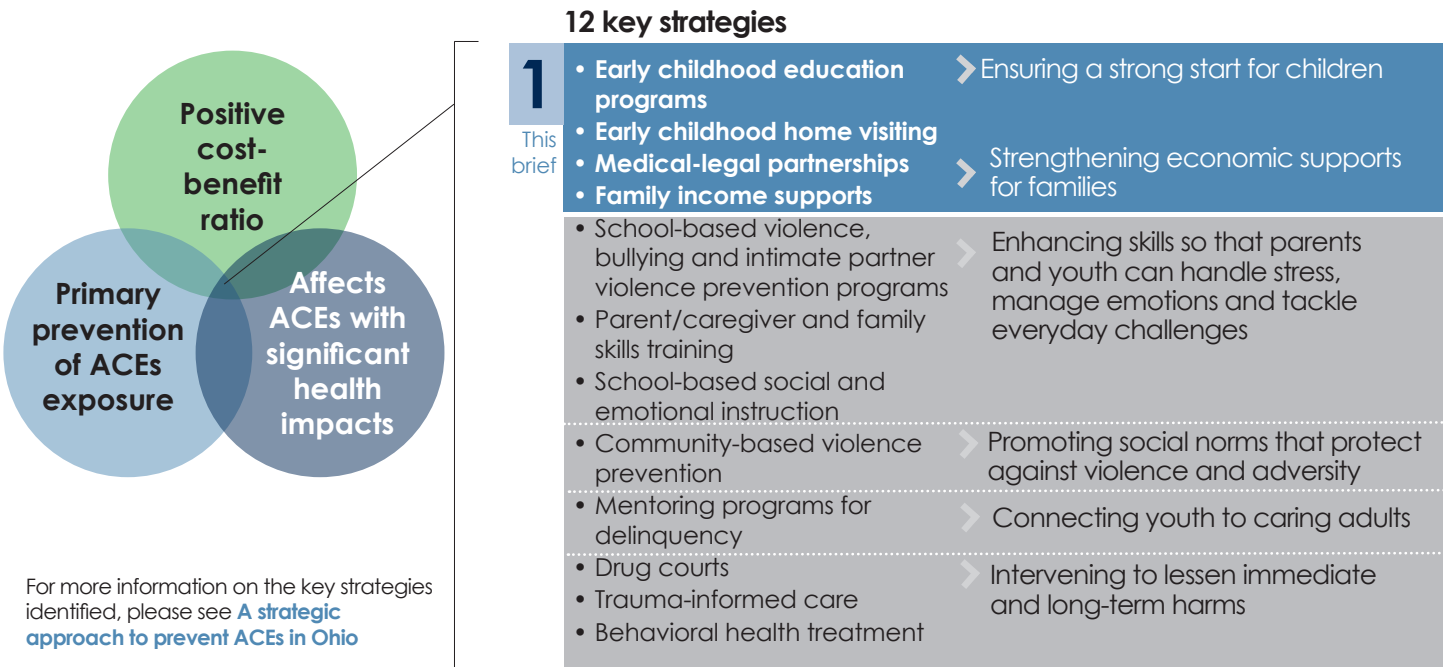 12 key strategies
Positive
cost-
benefit
ratio
Primary
prevention
of ACEs
exposure
Affects
ACEs with
significant
health
impacts
For more information on the key strategies
identified, please see A strategic
approach to prevent ACEs in Ohio
1
This
brief
• Early childhood education
programs
• Early childhood home visiting
• Medical-legal partnerships
• Family income supports
Ensuring a strong start for children
Strengthening economic supports
for families
• School-based violence,
bullying and intimate partner
violence prevention programs
• Parent/caregiver and family
skills training
• School-based social and
emotional instruction
Enhancing skills so that parents
and youth can handle stress,
manage emotions and tackle
everyday challenges
• Community-based violence
prevention
Promoting social norms that protect
against violence and adversity
• Mentoring programs for
delinquency
Connecting youth to caring adults
• Drug courts
• Trauma-informed care
• Behavioral health treatment
Intervening to lessen immediate
and long-term harms